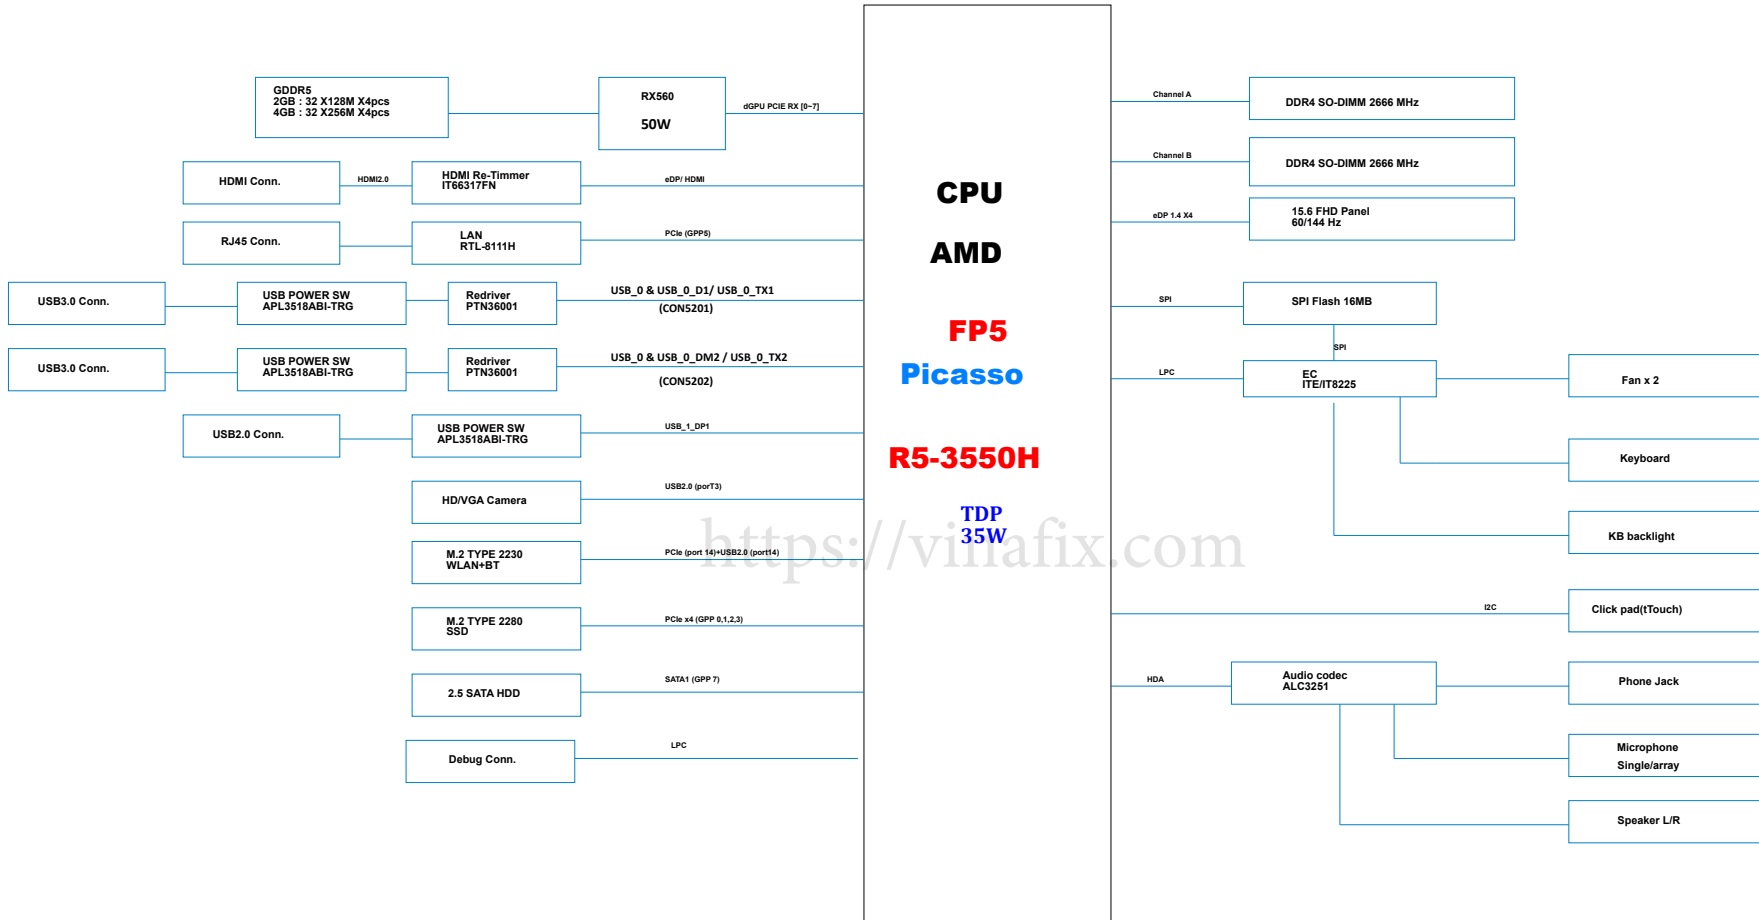 GDDR5
2GB : 32 X128M X4pcs
4GB : 32 X256M X4pcs
RX560
50W
dGPU PCIE RX [0~7]
HDMI Conn.
HDMI2.0
HDMI Re-Timmer
IT66317FN
eDP/ HDMI
RJ45 Conn.
LAN
RTL-8111H
PCIe (GPP5)
USB3.0 Conn.
USB POWER SW
APL3518ABI-TRG
Redriver
PTN36001
USB_0 & USB_0_D1/ USB_0_TX1
(CON5201)
USB3.0 Conn.
USB POWER SW
APL3518ABI-TRG
Redriver
PTN36001
USB_0 & USB_0_DM2 / USB_0_TX2
(CON5202)
USB2.0 Conn.
USB POWER SW
APL3518ABI-TRG
USB_1_DP1
HD/VGA Camera
USB2.0 (porT3)
M.2 TYPE 2230
WLAN+BT
PCIe (port 14)+USB2.0 (port14)
M.2 TYPE 2280
SSD
PCIe x4 (GPP 0,1,2,3)
2.5 SATA HDD
SATA1 (GPP 7)
Debug Conn.
LPC
CPU
AMD
FP5
Picasso
R5-3550H
TDP
35W
https://vinafix.com
Channel A
DDR4 SO-DIMM 2666 MHz
Channel B
DDR4 SO-DIMM 2666 MHz
eDP 1.4 X4
15.6 FHD Panel
60/144 Hz
SPI
SPI Flash 16MB
SPI
LPC
EC
ITE/IT8225
Fan x 2
Keyboard
KB backlight
I2C
Click pad(tTouch)
HDA
Audio codec
ALC3251
Phone Jack
Microphone
Single/array
Speaker L/R